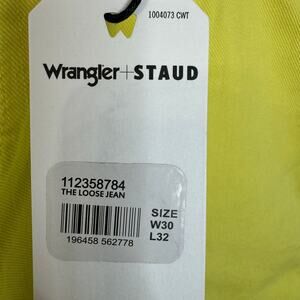 1004073 CWT
Wrangler+STAUD
112358784
THE LOOSE JEAN
SIZE
W30
L32
196458 562778